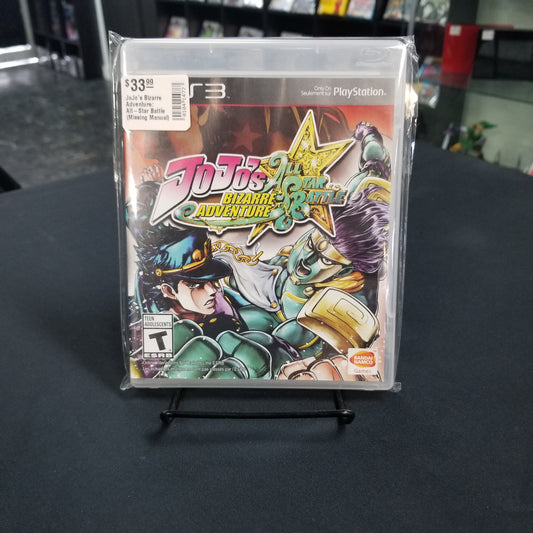 $33.99
JoJo's Bizarre
Adventure:
All-Star Battle
(Missing Manual)
PS3
Only On
Seulement sur
PlayStation.
JOJO'S
BIZARRE
ADVENTURE
ALL
STAR
BATTLE
TEEN
ADOLESCENTS
T
ESRB
BANDAI
NAMCO
Games